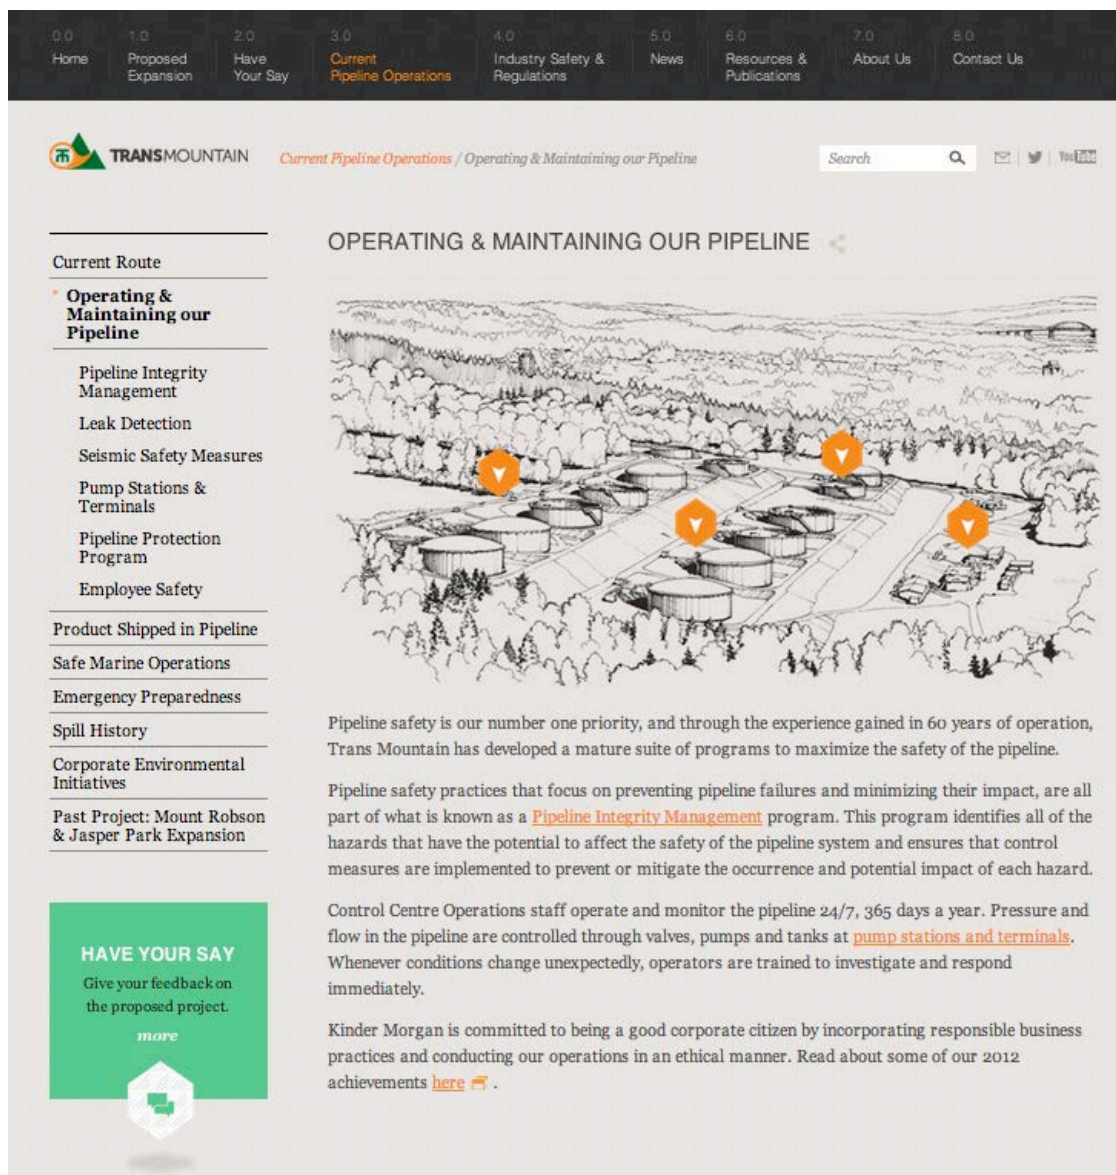 0.0
Home
1.0
Proposed
Expansion
2.0
Have
Your Say
3.0
Current
Pipeline Operations
4.0
Industry Safety &
Regulations
5.0
News
6.0
Resources &
Publications
7.0
About Us
8.0
Contact Us
TRANSMOUNTAIN
Current Pipeline Operations / Operating & Maintaining our Pipeline
Search
YouTube
Current Route
Operating &
Maintaining our
Pipeline
Pipeline Integrity
Management
Leak Detection
Seismic Safety Measures
Pump Stations &
Terminals
Pipeline Protection
Program
Employee Safety
Product Shipped in Pipeline
Safe Marine Operations
Emergency Preparedness
Spill History
Corporate Environmental
Initiatives
Past Project: Mount Robson
& Jasper Park Expansion
HAVE YOUR SAY
Give your feedback on
the proposed project.
more
OPERATING & MAINTAINING OUR PIPELINE
Pipeline safety is our number one priority, and through the experience gained in 60 years of operation,
Trans Mountain has developed a mature suite of programs to maximize the safety of the pipeline.
Pipeline safety practices that focus on preventing pipeline failures and minimizing their impact, are all
part of what is known as a Pipeline Integrity Management program. This program identifies all of the
hazards that have the potential to affect the safety of the pipeline system and ensures that control
measures are implemented to prevent or mitigate the occurrence and potential impact of each hazard.
Control Centre Operations staff operate and monitor the pipeline 24/7, 365 days a year. Pressure and
flow in the pipeline are controlled through valves, pumps and tanks at pump stations and terminals.
Whenever conditions change unexpectedly, operators are trained to investigate and respond
immediately.
Kinder Morgan is committed to being a good corporate citizen by incorporating responsible business
practices and conducting our operations in an ethical manner. Read about some of our 2012
achievements here .